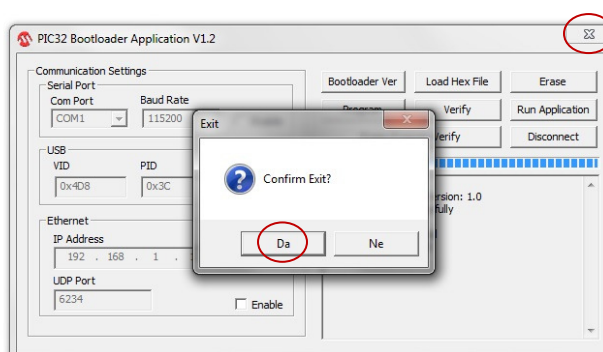 PIC32 Bootloader Application V1.2
Communication Settings
Serial Port
Com Port Baud Rate
COM1 115200
USB
VID PID
0x4D8 0x3C
Ethernet
IP Address
192 . 168 . 1 .
UDP Port
6234
Enable
Bootloader Ver Load Hex File Erase
Program Verify Run Application
Verify Disconnect
Exit
Confirm Exit?
Da Ne
ersion: 1.0
fully